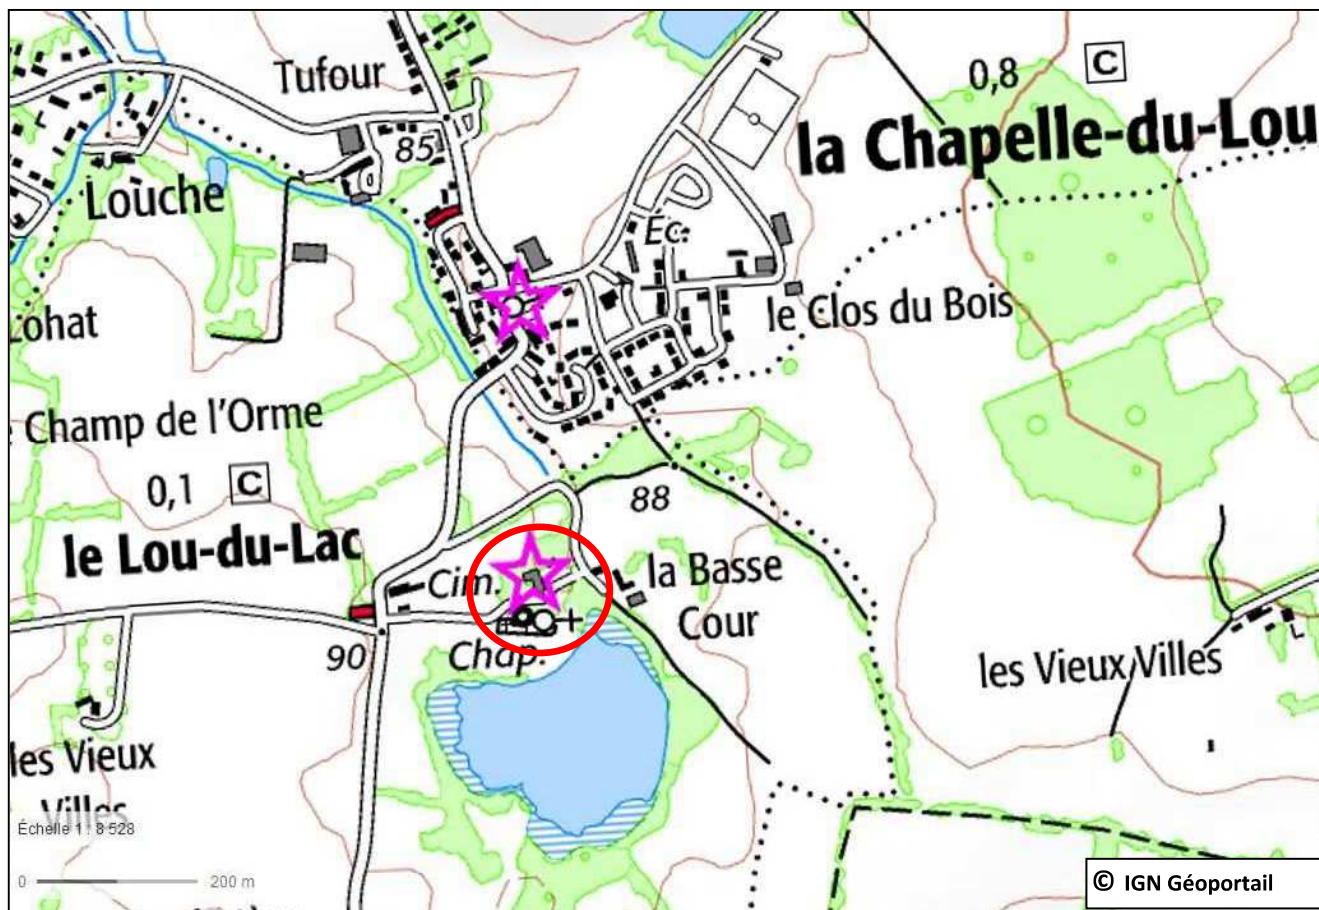 Tufour
0,8 C
85
la Chapelle-du-Lou
Louche
Ec.
le Clos du Bois
Champ de l'Orme
0,1 C
88
le Lou-du-Lac
Cim.
la Basse
Cour
90
Chap.
les Vieux Villes
les Vieux
Villes
Échelle 1 : 8 528
0 200 m
© IGN Géoportail